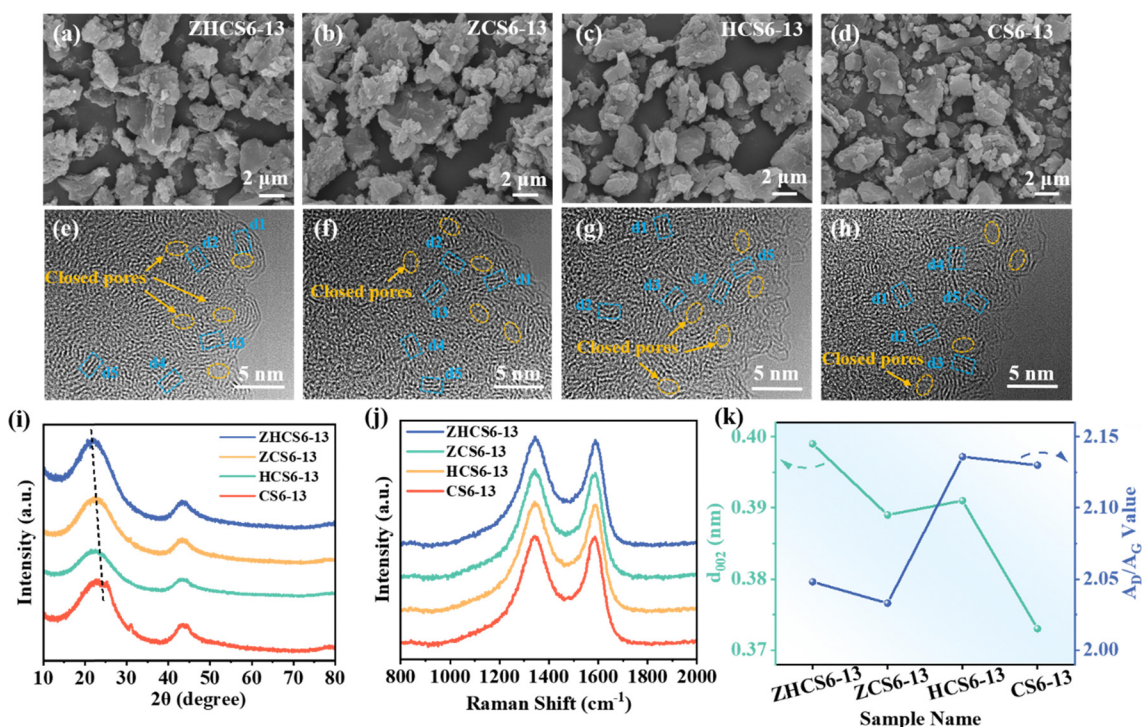 (a) ZHCS6-13
2 μm
(b) ZCS6-13
2 μm
(c) HCS6-13
2 μm
(d) CS6-13
2 μm
(e)
d1
d2
Closed pores
d3
d4
d5
5 nm
(f)
d2
d1
Closed pores
d3
d4
d5
5 nm
(g)
d1
d5
d4
d3
d2
Closed pores
5 nm
(h)
d4
d1
d5
d2
Closed pores
d3
5 nm
(i)
ZHCS6-13
ZCS6-13
HCS6-13
CS6-13
Intensity (a.u.)
10 20 30 40 50 60 70 80
2θ (degree)
(j)
ZHCS6-13
ZCS6-13
HCS6-13
CS6-13
Intensity (a.u.)
800 1000 1200 1400 1600 1800 2000
Raman Shift (cm⁻¹)
(k)
0.40
0.39
0.38
0.37
d₀₀₂ (nm)
2.15
2.10
2.05
2.00
A_D/A_G Value
ZHCS6-13
ZCS6-13
HCS6-13
CS6-13
Sample Name